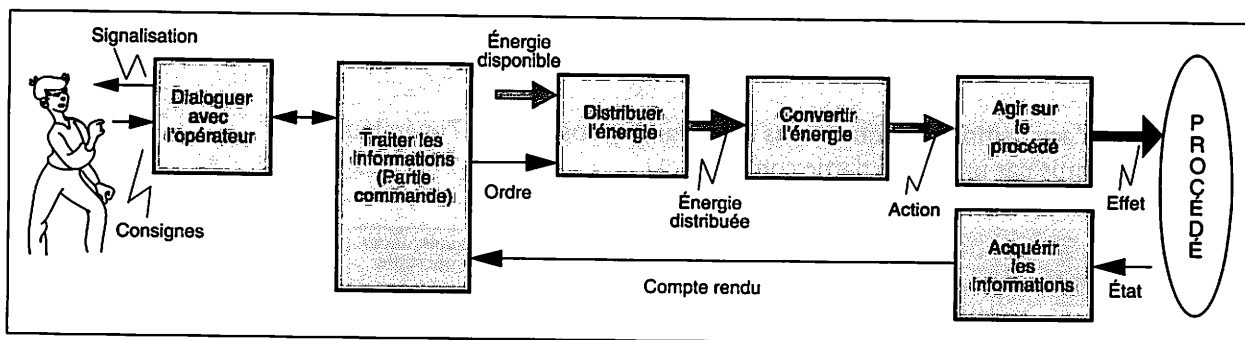 Signalisation
Dialoguer
avec
l'opérateur
Consignes
Traiter les
informations
(Partie
commande)
Énergie
disponible
Ordre
Distribuer
l'énergie
Énergie
distribuée
Convertir
l'énergie
Action
Agir sur
le
procédé
Effet
Acquérir
les
informations
État
Compte rendu
PROÇÉDÉ